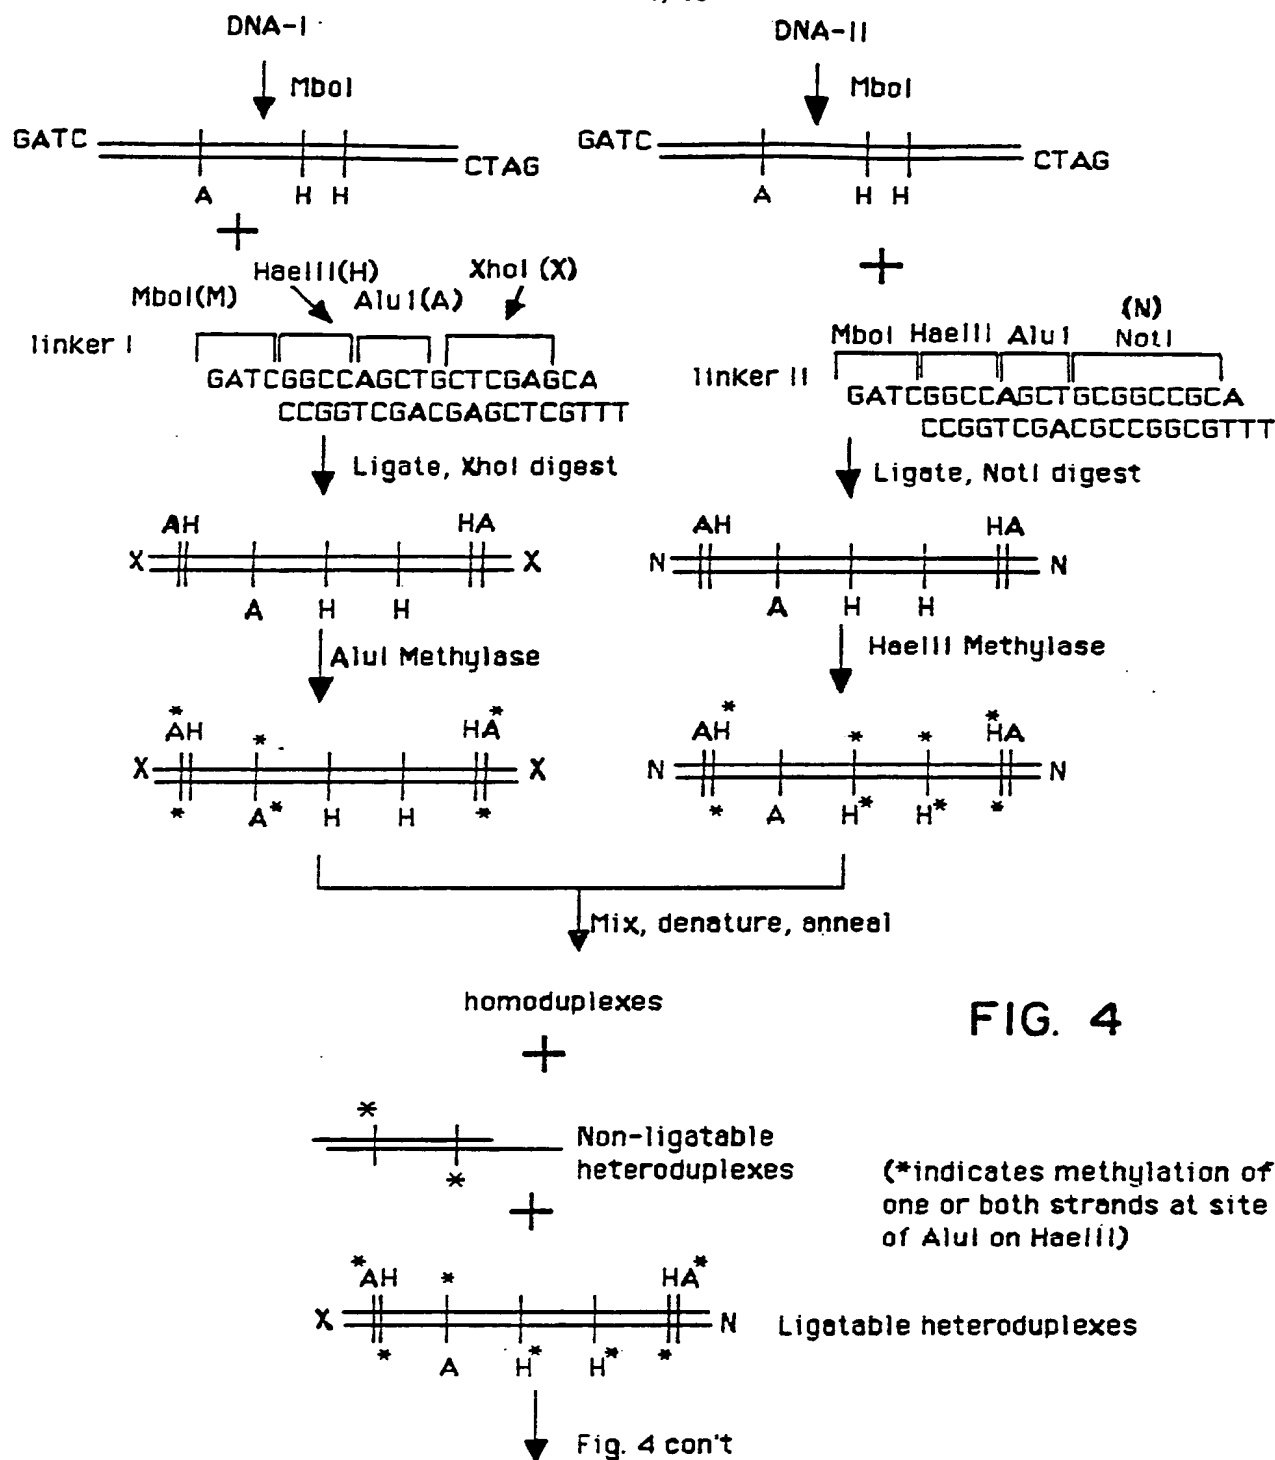 DNA-I
DNA-II
MboI
MboI
GATC
CTAG
A H H
GATC
CTAG
A H H
+
+
HaeIII(H)
XhoI (X)
MboI(M)
AluI(A)
linker I
GATCGGCCAGCTGCTCGAGCA
CCGGTCGACGAGCTCGTTT
(N)
MboI HaeIII AluI NotI
linker II
GATCGGCCAGCTGCGGCCGCA
CCGGTCGACGCCGGCGTTT
Ligate, XhoI digest
Ligate, NotI digest
AH HA
X X
A H H
AH HA
N N
A H H
AluI Methylase
HaeIII Methylase
* * *
AH HA
X X
* A* H H *
* * * *
AH HA
N N
* A H* H* *
Mix, denature, anneal
homoduplexes
+
FIG. 4
*
Non-ligatable
heteroduplexes
*
+
(*indicates methylation of
one or both strands at site
of AluI on HaeIII)
* * *
AH HA
X N
Ligatable heteroduplexes
* A H* H* *
Fig. 4 con't